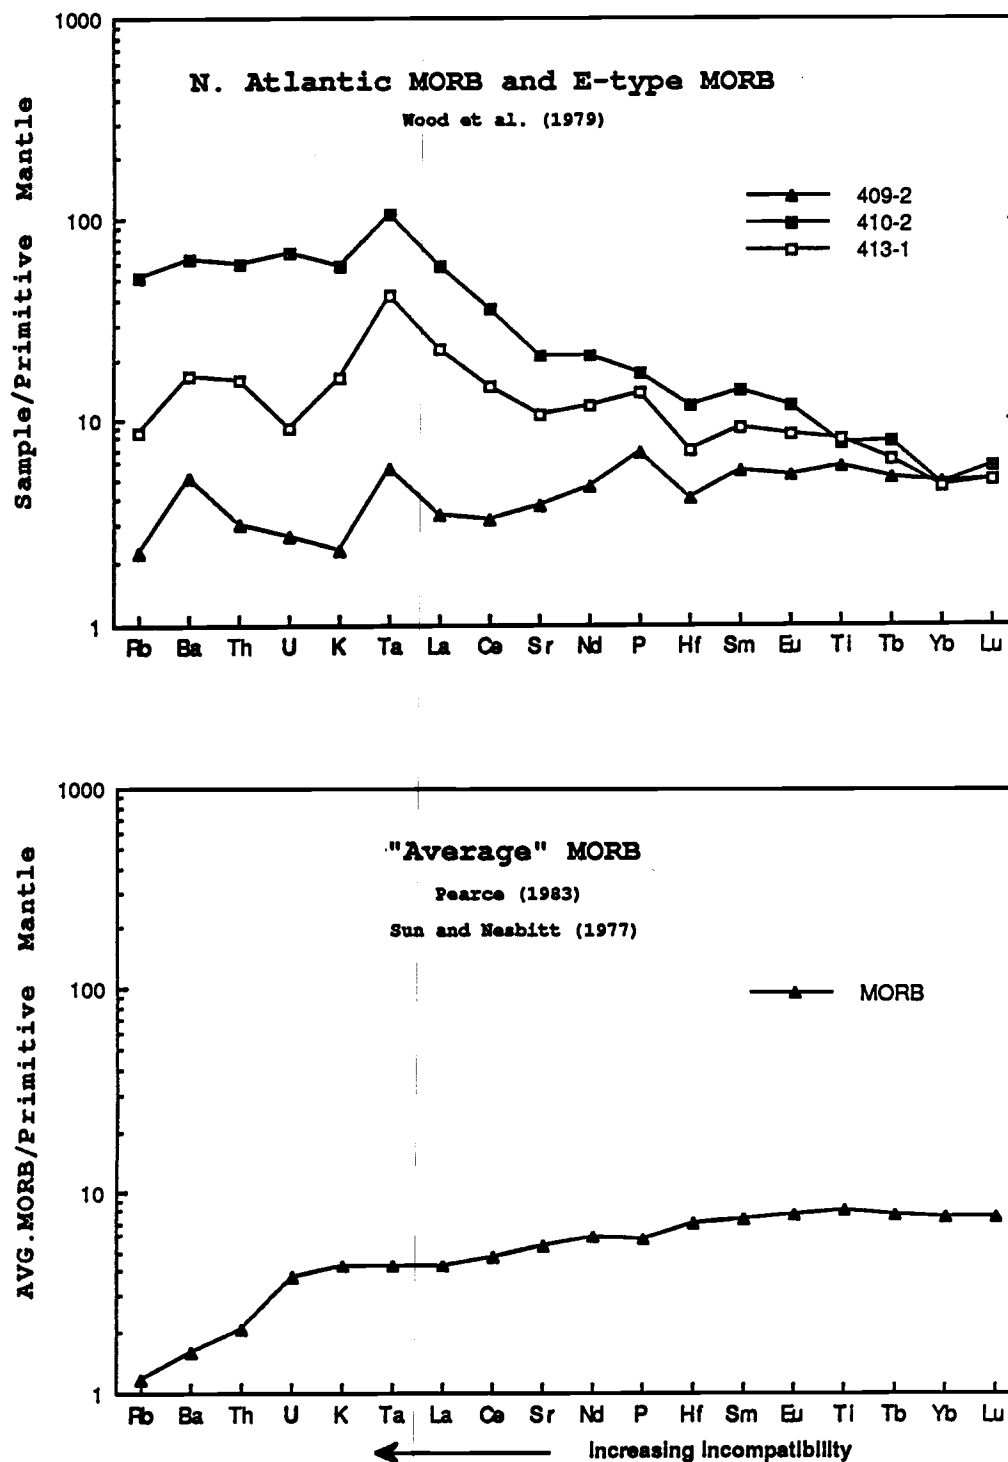 1000
N. Atlantic MORB and E-type MORB
Wood et al. (1979)
409-2
410-2
413-1
100
10
1
Sample/Primitive Mantle
Rb Ba Th U K Ta La Ce Sr Nd P Hf Sm Eu Ti Tb Yb Lu
1000
"Average" MORB
Pearce (1983)
Sun and Nesbitt (1977)
MORB
100
10
1
AVG.MORB/Primitive Mantle
Rb Ba Th U K Ta La Ce Sr Nd P Hf Sm Eu Ti Tb Yb Lu
Increasing Incompatibility